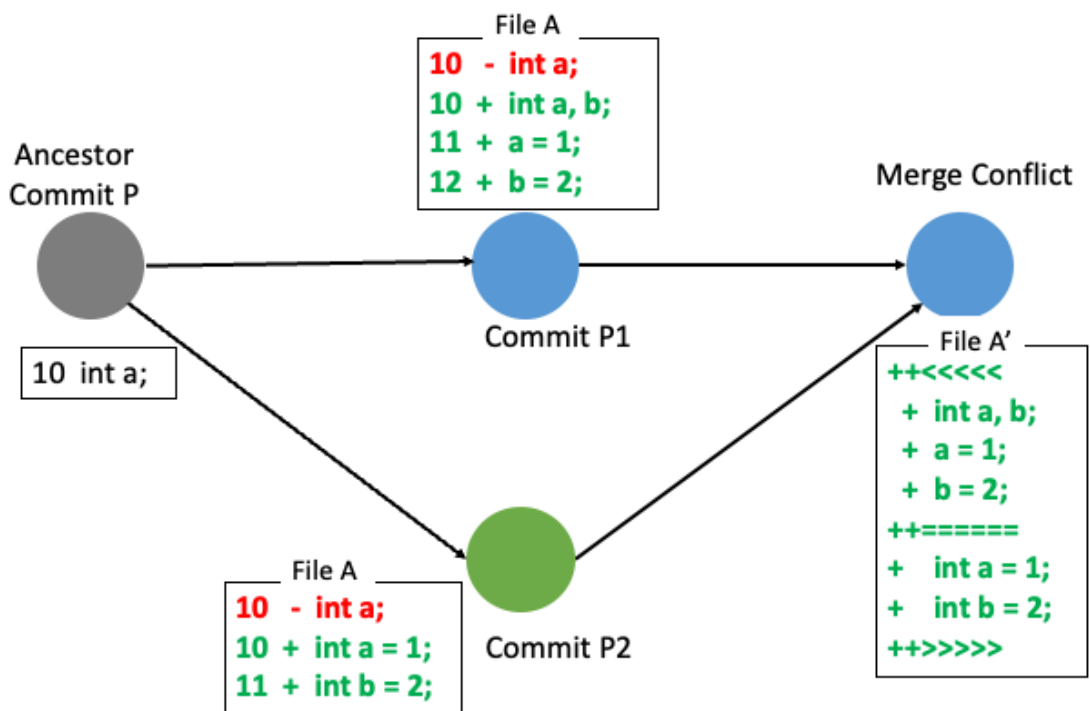 File A
10 - int a;
10 + int a, b;
11 + a = 1;
12 + b = 2;
Ancestor
Commit P
Merge Conflict
Commit P1
10 int a;
File A'
++<<<<<
+ int a, b;
+ a = 1;
+ b = 2;
++======
+ int a = 1;
+ int b = 2;
++>>>>>
File A
10 - int a;
10 + int a = 1;
11 + int b = 2;
Commit P2